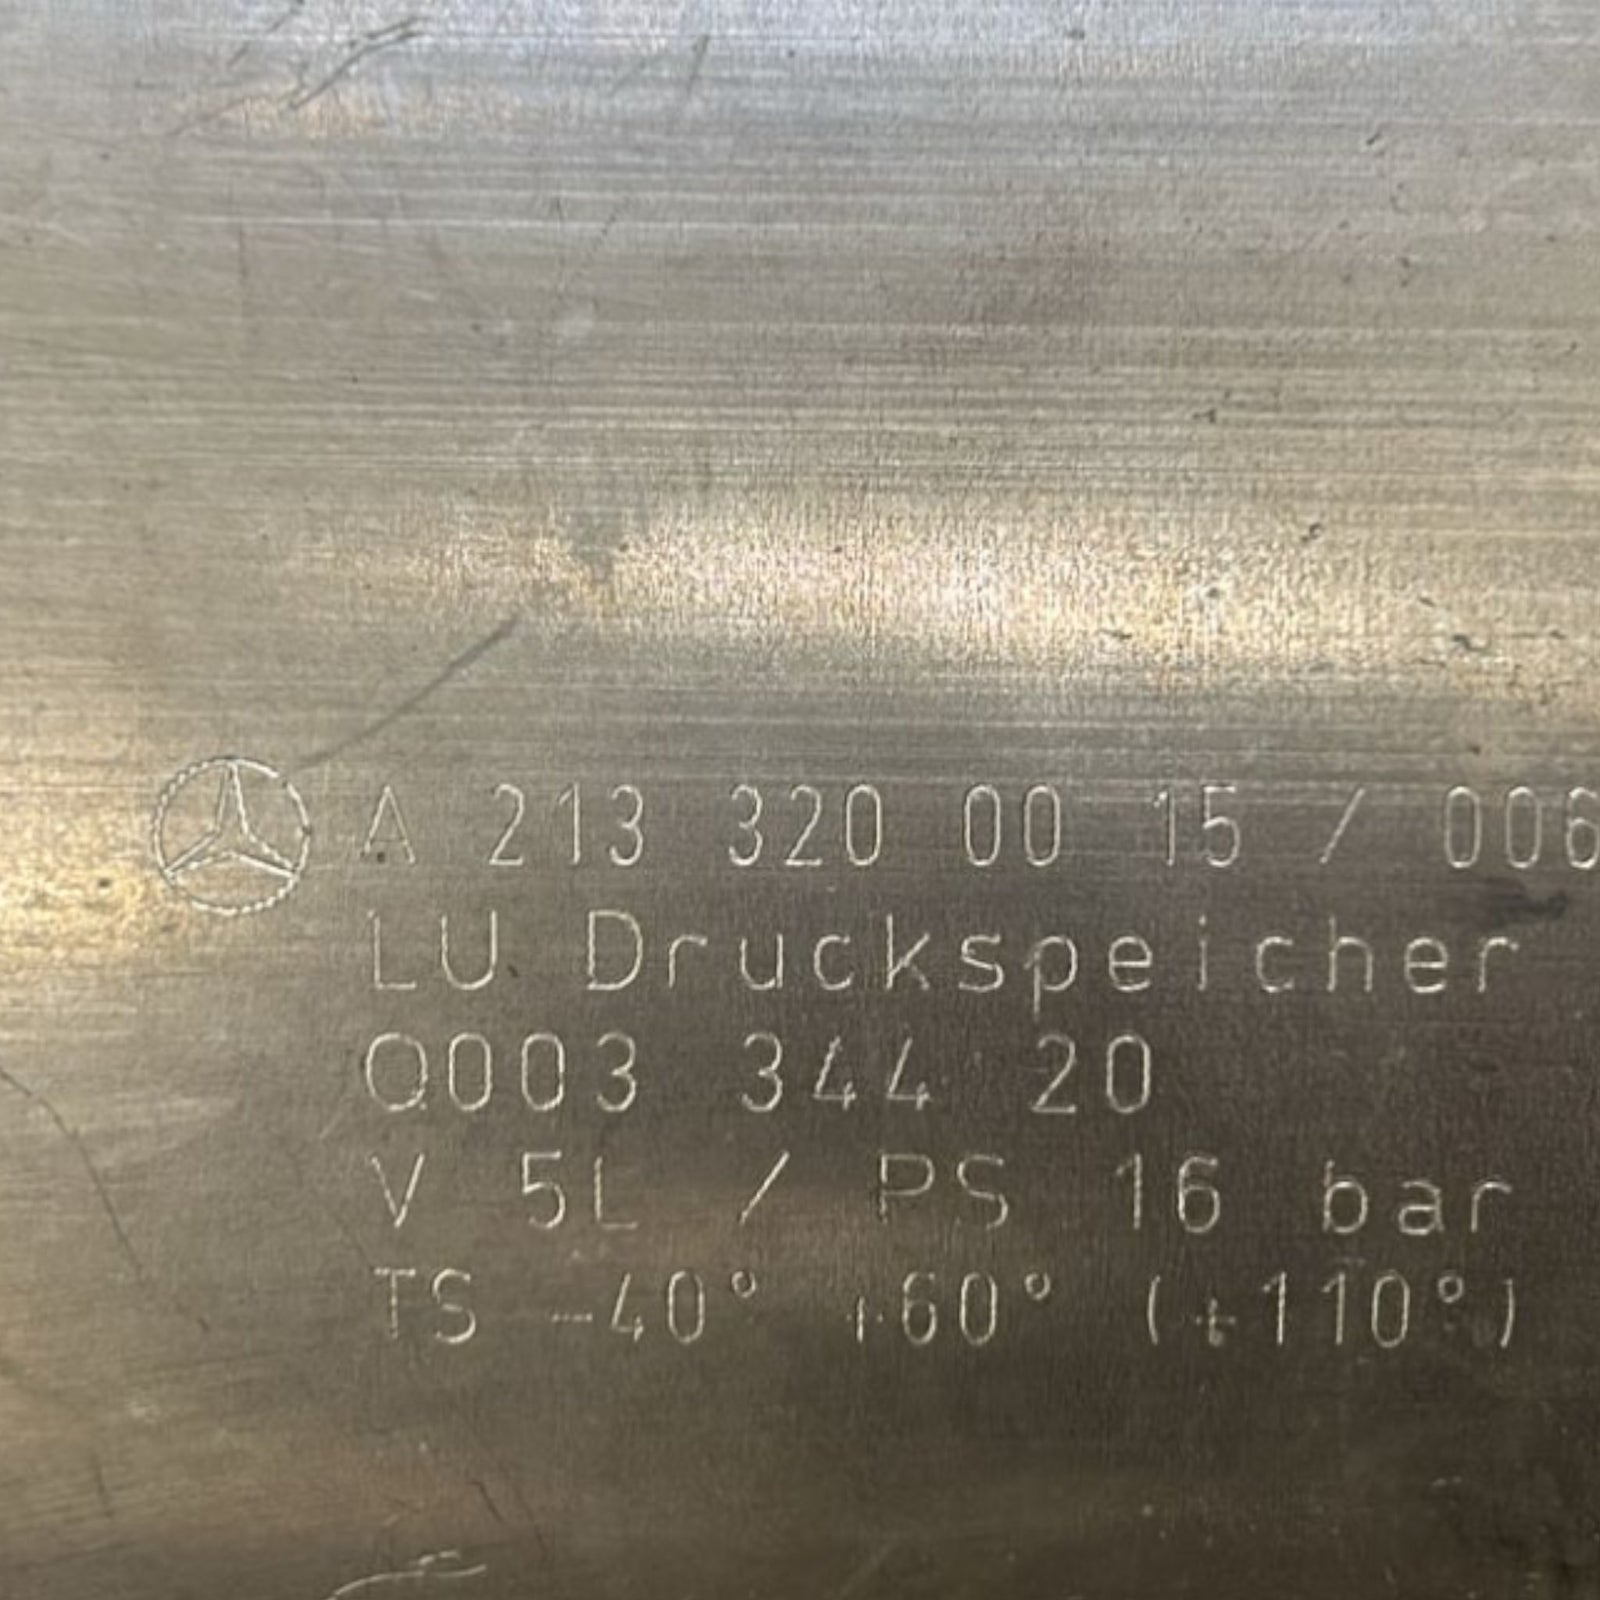 A 213 320 00 15 / 006
LU Druckspeicher
Q003 344 20
V 5L / PS 16 bar
TS -40° +60° (+110°)